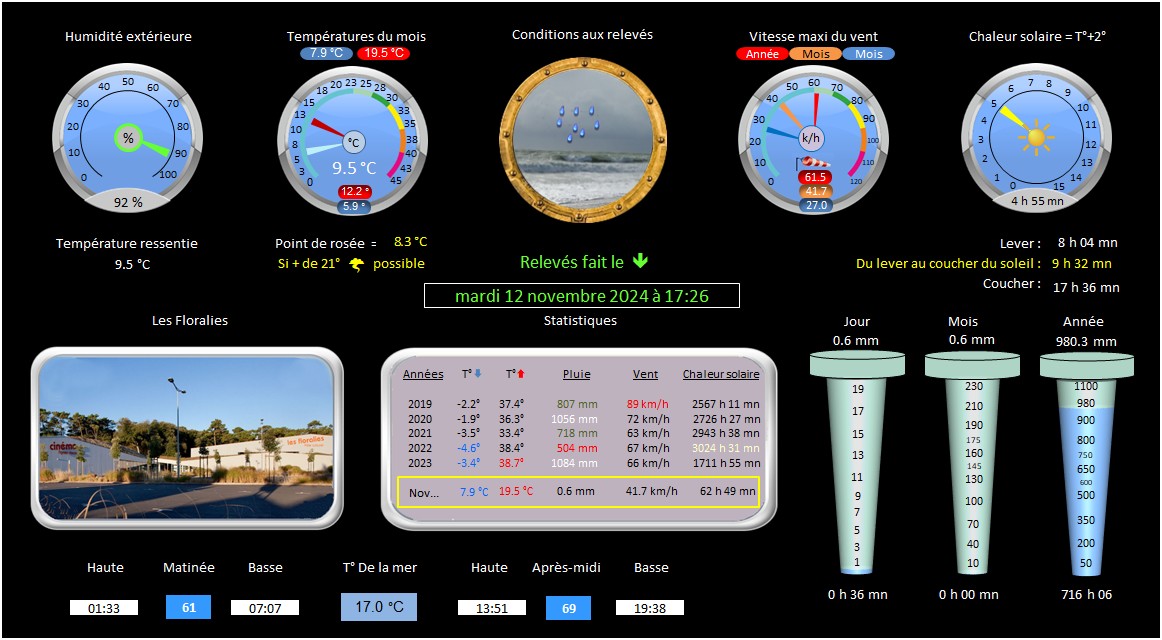 Humidité extérieure
Températures du mois
Conditions aux relevés
Vitesse maxi du vent
Chaleur solaire = T°+2°
7.9 °C
19.5 °C
Année
Mois
Mois
0
10
20
30
40
50
60
70
80
90
100
%
92 %
0
3
5
8
10
13
15
18
20
23
25
28
30
33
35
38
40
43
45
°C
9.5 °C
12.2 °
5.9 °
0
10
20
30
40
50
60
70
80
90
100
110
120
k/h
61.5
41.7
27.0
0
1
2
3
4
5
6
7
8
9
10
11
12
13
14
15
4 h 55 mn
Température ressentie
9.5 °C
Point de rosée = 8.3 °C
Si + de 21° possible
Relevés fait le
mardi 12 novembre 2024 à 17:26
Lever : 8 h 04 mn
Du lever au coucher du soleil : 9 h 32 mn
Coucher : 17 h 36 mn
Les Floralies
cinéma
les floralies
Statistiques
Années T° T° Pluie Vent Chaleur solaire
2019 -2.2° 37.4° 807 mm 89 km/h 2567 h 11 mn
2020 -1.9° 36.3° 1056 mm 72 km/h 2726 h 27 mn
2021 -3.5° 33.4° 718 mm 63 km/h 2943 h 38 mn
2022 -4.6° 38.4° 504 mm 67 km/h 3024 h 31 mn
2023 -3.4° 38.7° 1084 mm 66 km/h 1711 h 55 mn
Nov... 7.9 °C 19.5 °C 0.6 mm 41.7 km/h 62 h 49 mn
Jour
0.6 mm
19
17
15
13
11
9
7
5
3
1
0 h 36 mn
Mois
0.6 mm
230
210
190
175
160
145
130
100
70
40
10
0 h 00 mn
Année
980.3 mm
1100
980
900
800
750
650
600
500
350
200
50
716 h 06
Haute Matinée Basse
01:33 61 07:07
T° De la mer
17.0 °C
Haute Après-midi Basse
13:51 69 19:38